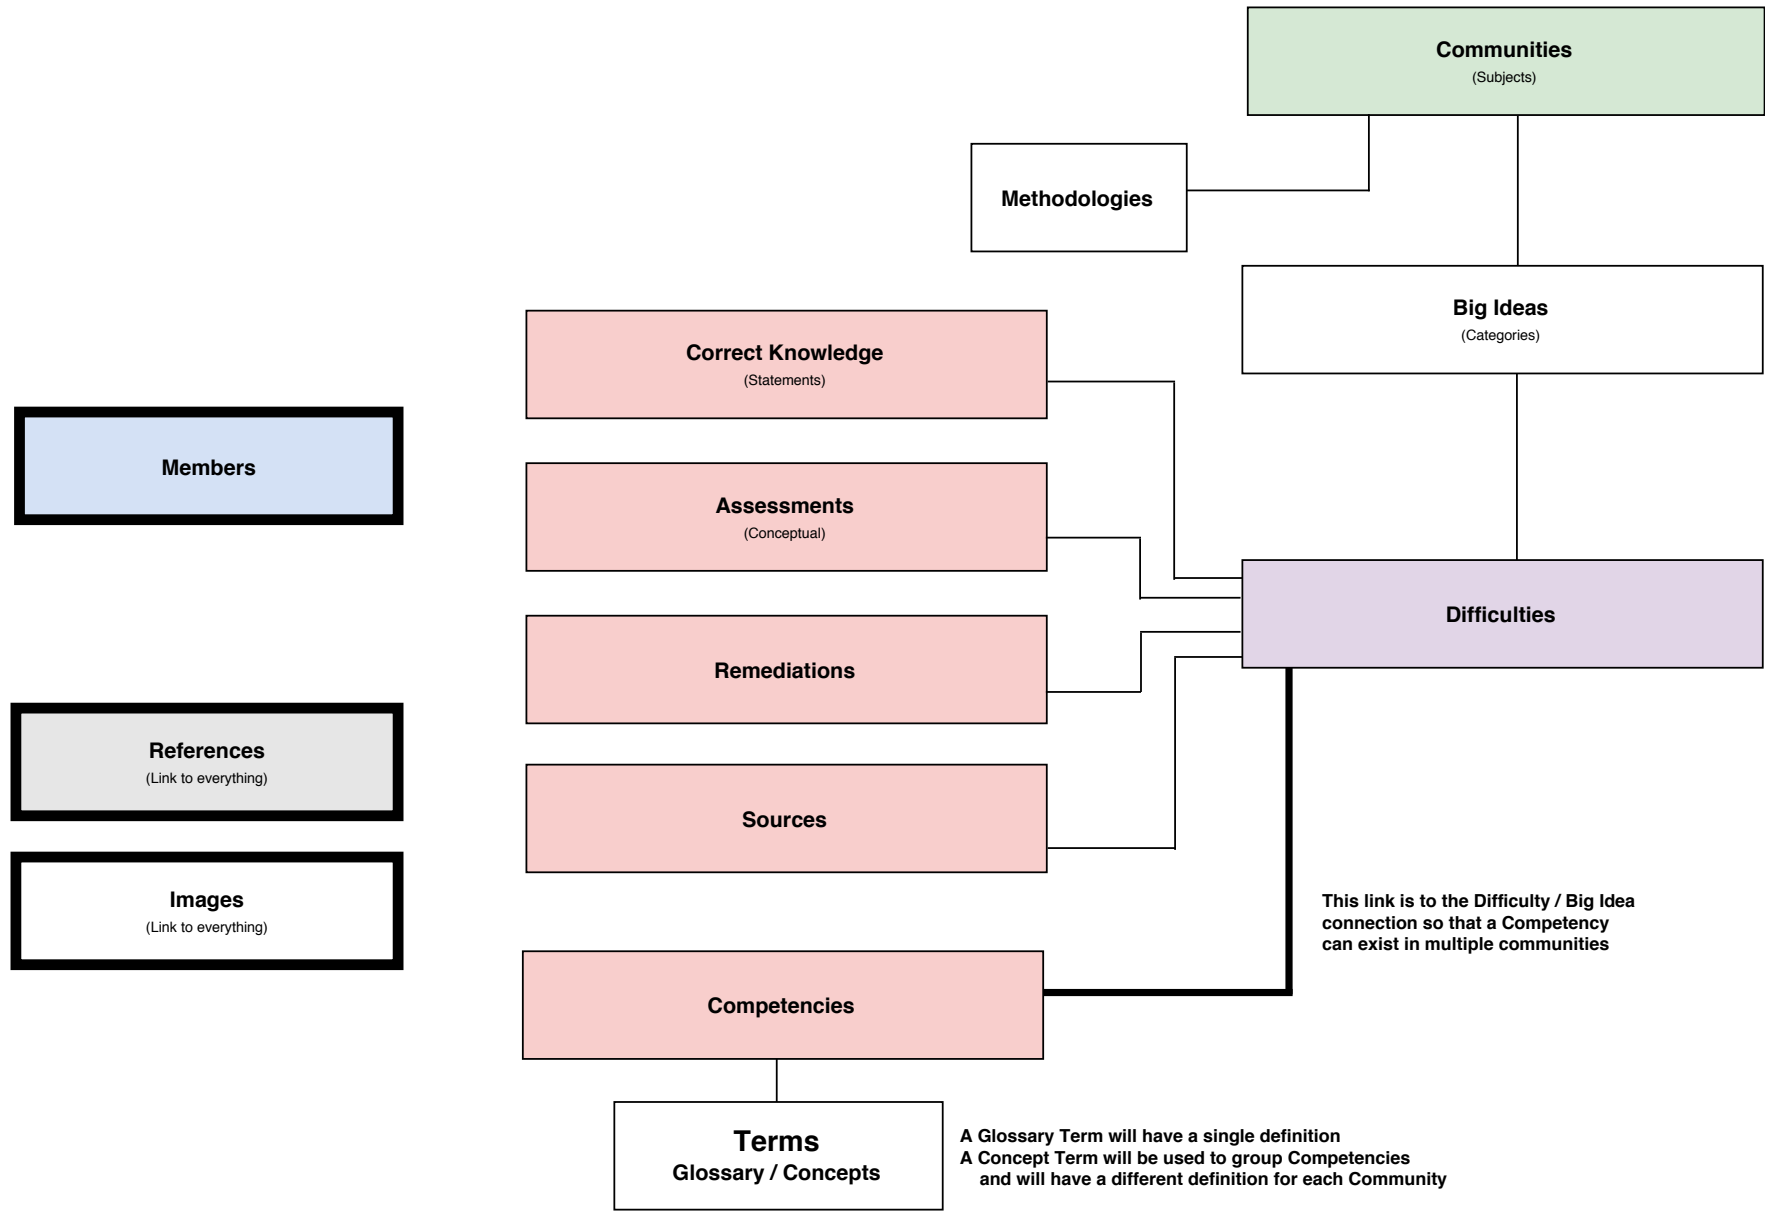 Communities
(Subjects)
Methodologies
Big Ideas
(Categories)
Correct Knowledge
(Statements)
Members
Assessments
(Conceptual)
Difficulties
Remediations
References
(Link to everything)
Sources
Images
(Link to everything)
This link is to the Difficulty / Big Idea
connection so that a Competency
can exist in multiple communities
Competencies
Terms
Glossary / Concepts
A Glossary Term will have a single definition
A Concept Term will be used to group Competencies
and will have a different definition for each Community